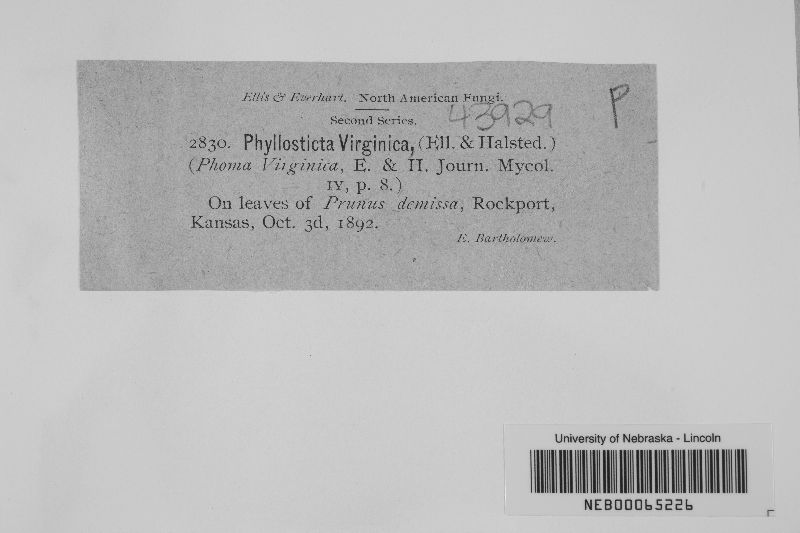 Ellis & Everhart. North American Fungi.
43929
P
Second Series.
2830. Phyllosticta Virginica, (Ell. & Halsted.)
(Phoma Virginica, E. & H. Journ. Mycol.
IV, p. 8.)
On leaves of Prunus demissa, Rockport,
Kansas, Oct. 3d, 1892.
E. Bartholomew.
University of Nebraska - Lincoln
NEB00065226